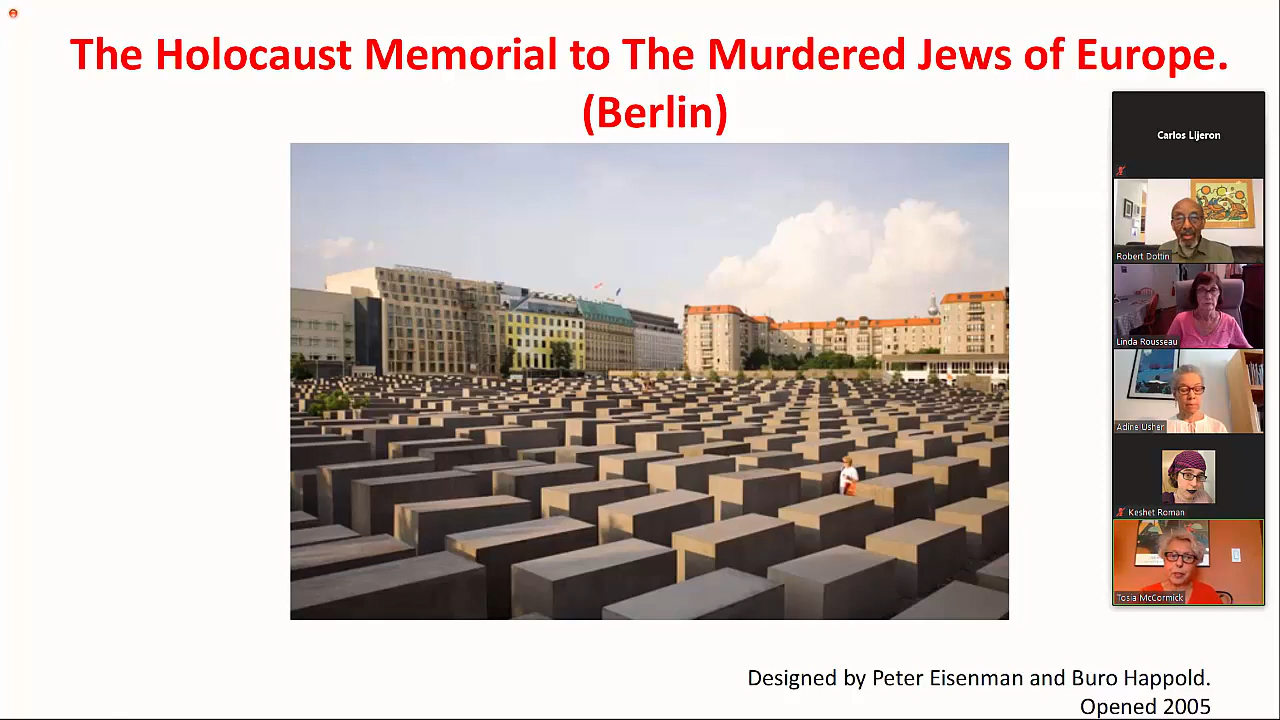 The Holocaust Memorial to The Murdered Jews of Europe.
(Berlin)
Carlos Lijeron
Robert Dottin
Linda Rousseau
Adine Usher
Keshet Roman
Tosia McCormick
Designed by Peter Eisenman and Buro Happold.
Opened 2005